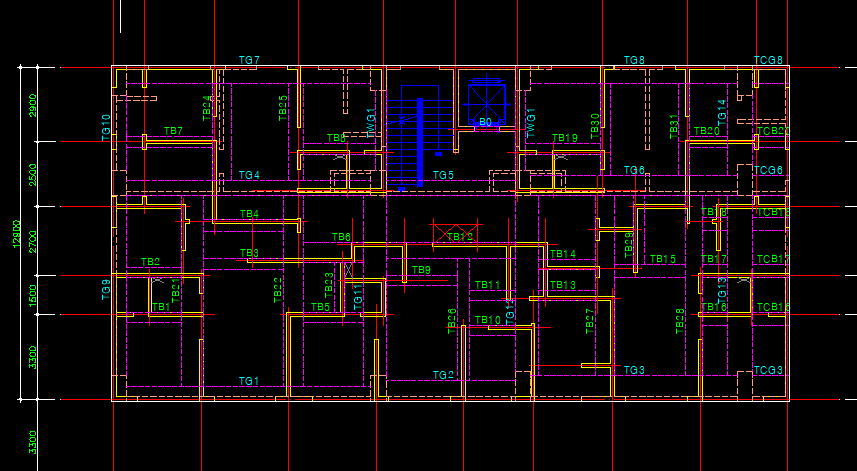 TG7
TG8
TCG8
2900
TG10
TB24
TB25
TWG1
TWG1
TB30
TB31
TG14
TB7
TB8
B0
TB19
TB20
TCB20
2500
TG4
TG5
TG6
TCG6
12900
2700
TB4
TB18
TCB18
TB6
TB12
TB29
TB3
TB14
TB2
TB9
TB15
TB17
TCB17
TG9
TB21
TB22
TB23
TG11
TB11
TB13
TG13
1500
TB1
TB5
TB16
TCB16
TB26
TB10
TB27
TB28
3300
TG1
TG2
TG3
TCG3
3300